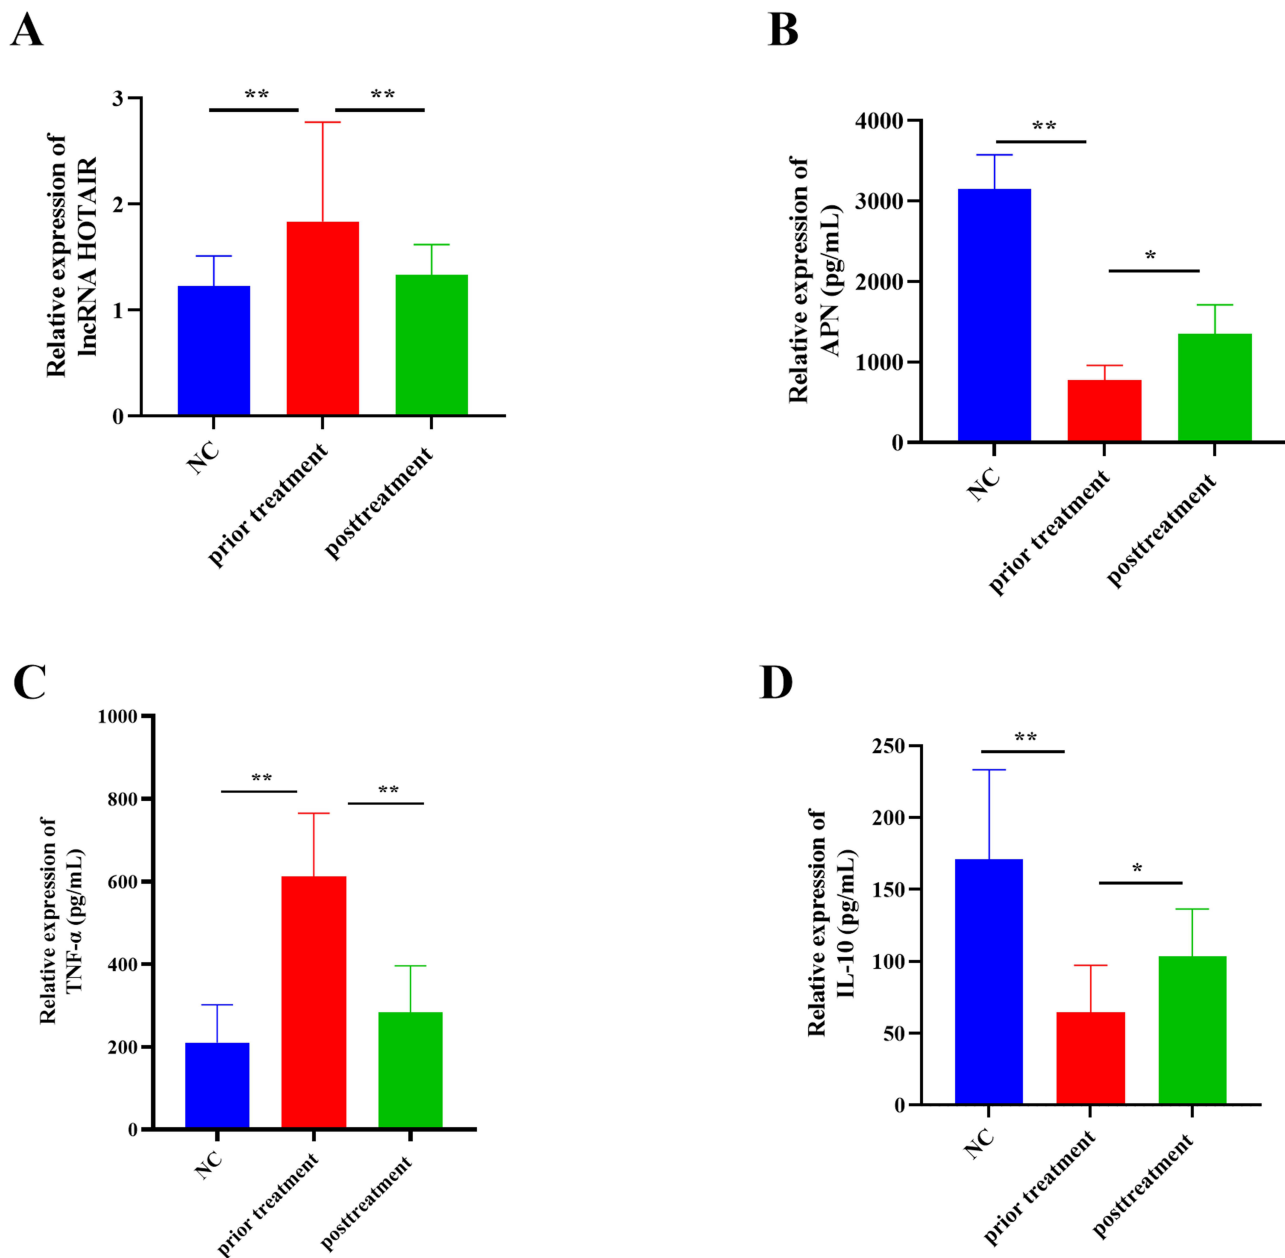 A
Relative expression of
lncRNA HOTAIR
3
2
1
0
**
**
NC
prior treatment
posttreatment
B
Relative expression of
APN (pg/mL)
4000
3000
2000
1000
0
**
*
NC
prior treatment
posttreatment
C
Relative expression of
TNF-α (pg/mL)
1000
800
600
400
200
0
**
**
NC
prior treatment
posttreatment
D
Relative expression of
IL-10 (pg/mL)
250
200
150
100
50
0
**
*
NC
prior treatment
posttreatment